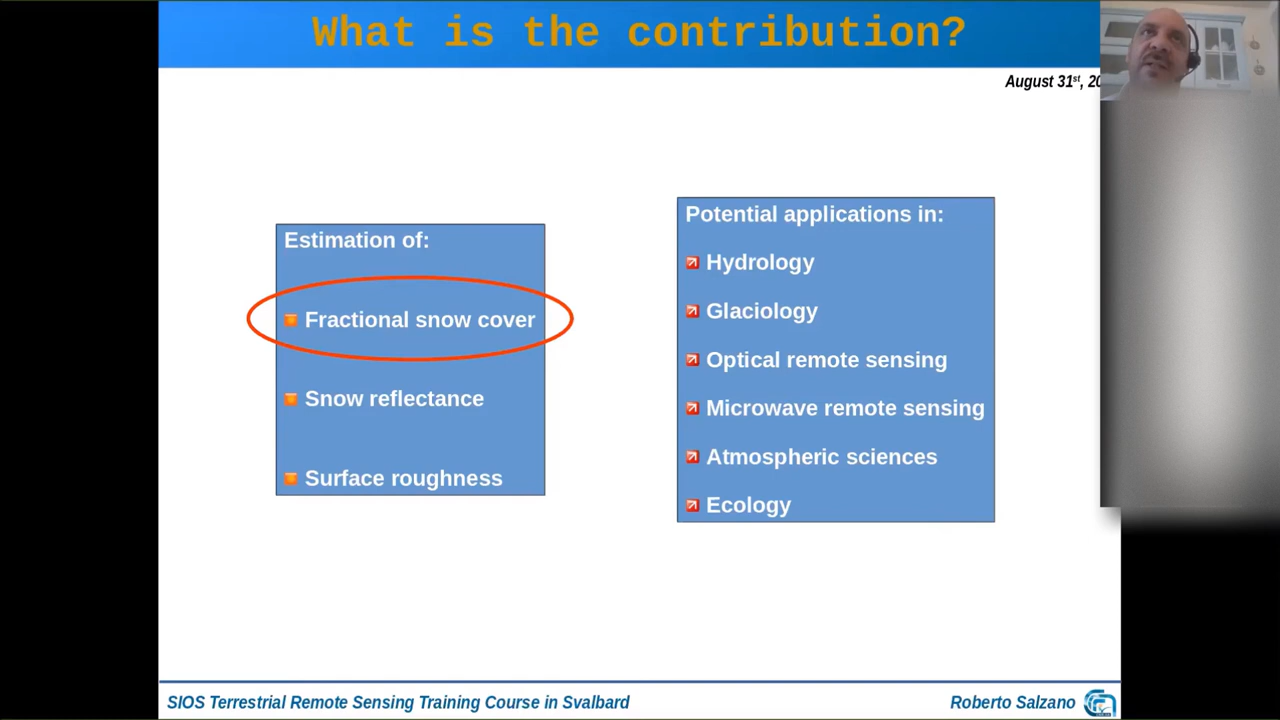 What is the contribution?
August 31st, 20
Estimation of:
Fractional snow cover
Snow reflectance
Surface roughness
Potential applications in:
Hydrology
Glaciology
Optical remote sensing
Microwave remote sensing
Atmospheric sciences
Ecology
SIOS Terrestrial Remote Sensing Training Course in Svalbard
Roberto Salzano